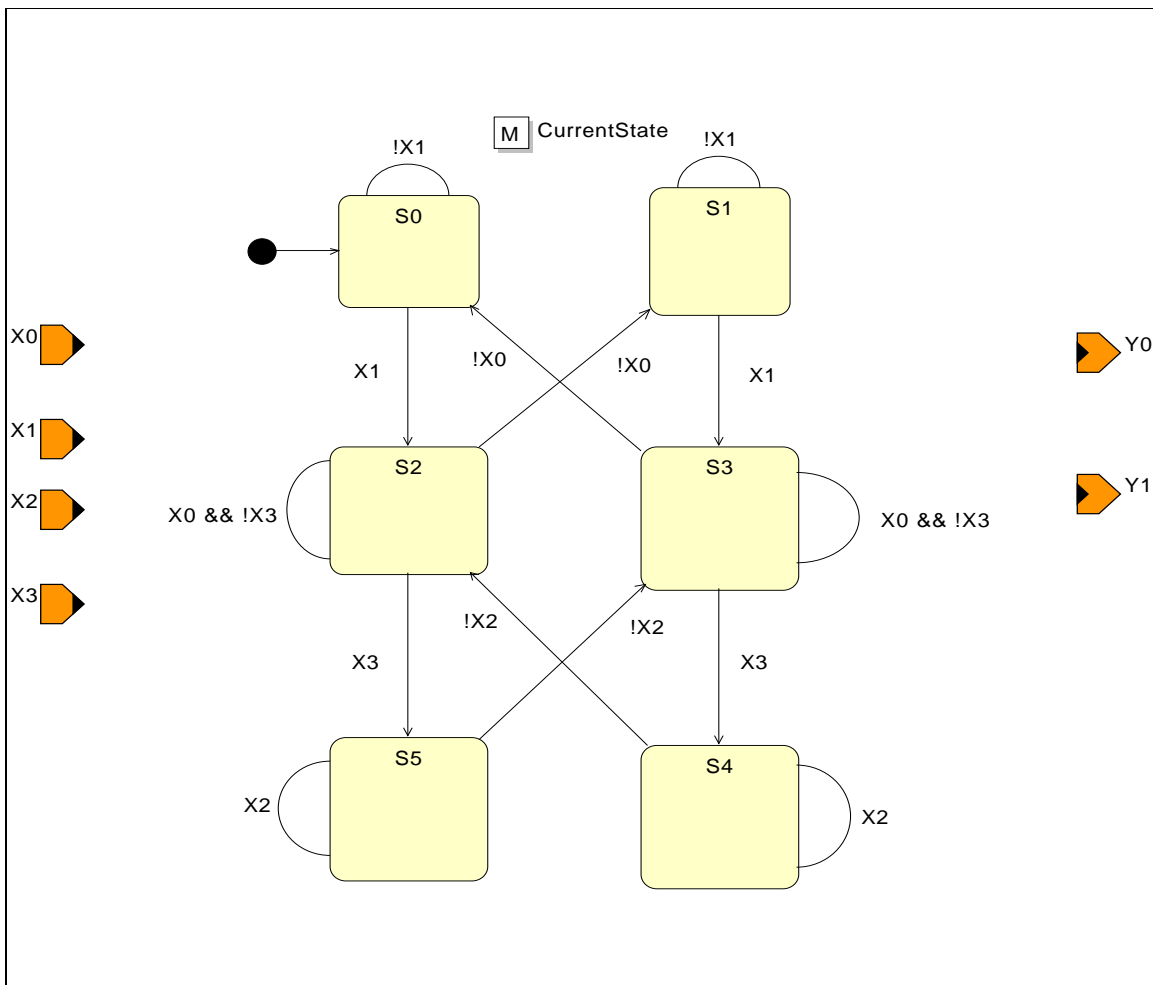 M CurrentState
!X1
!X1
S0
S1
X0
Y0
!X0
!X0
X1
X1
X1
S2
S3
X2
Y1
X0 && !X3
X0 && !X3
X3
!X2
!X2
X3
X3
S5
S4
X2
X2